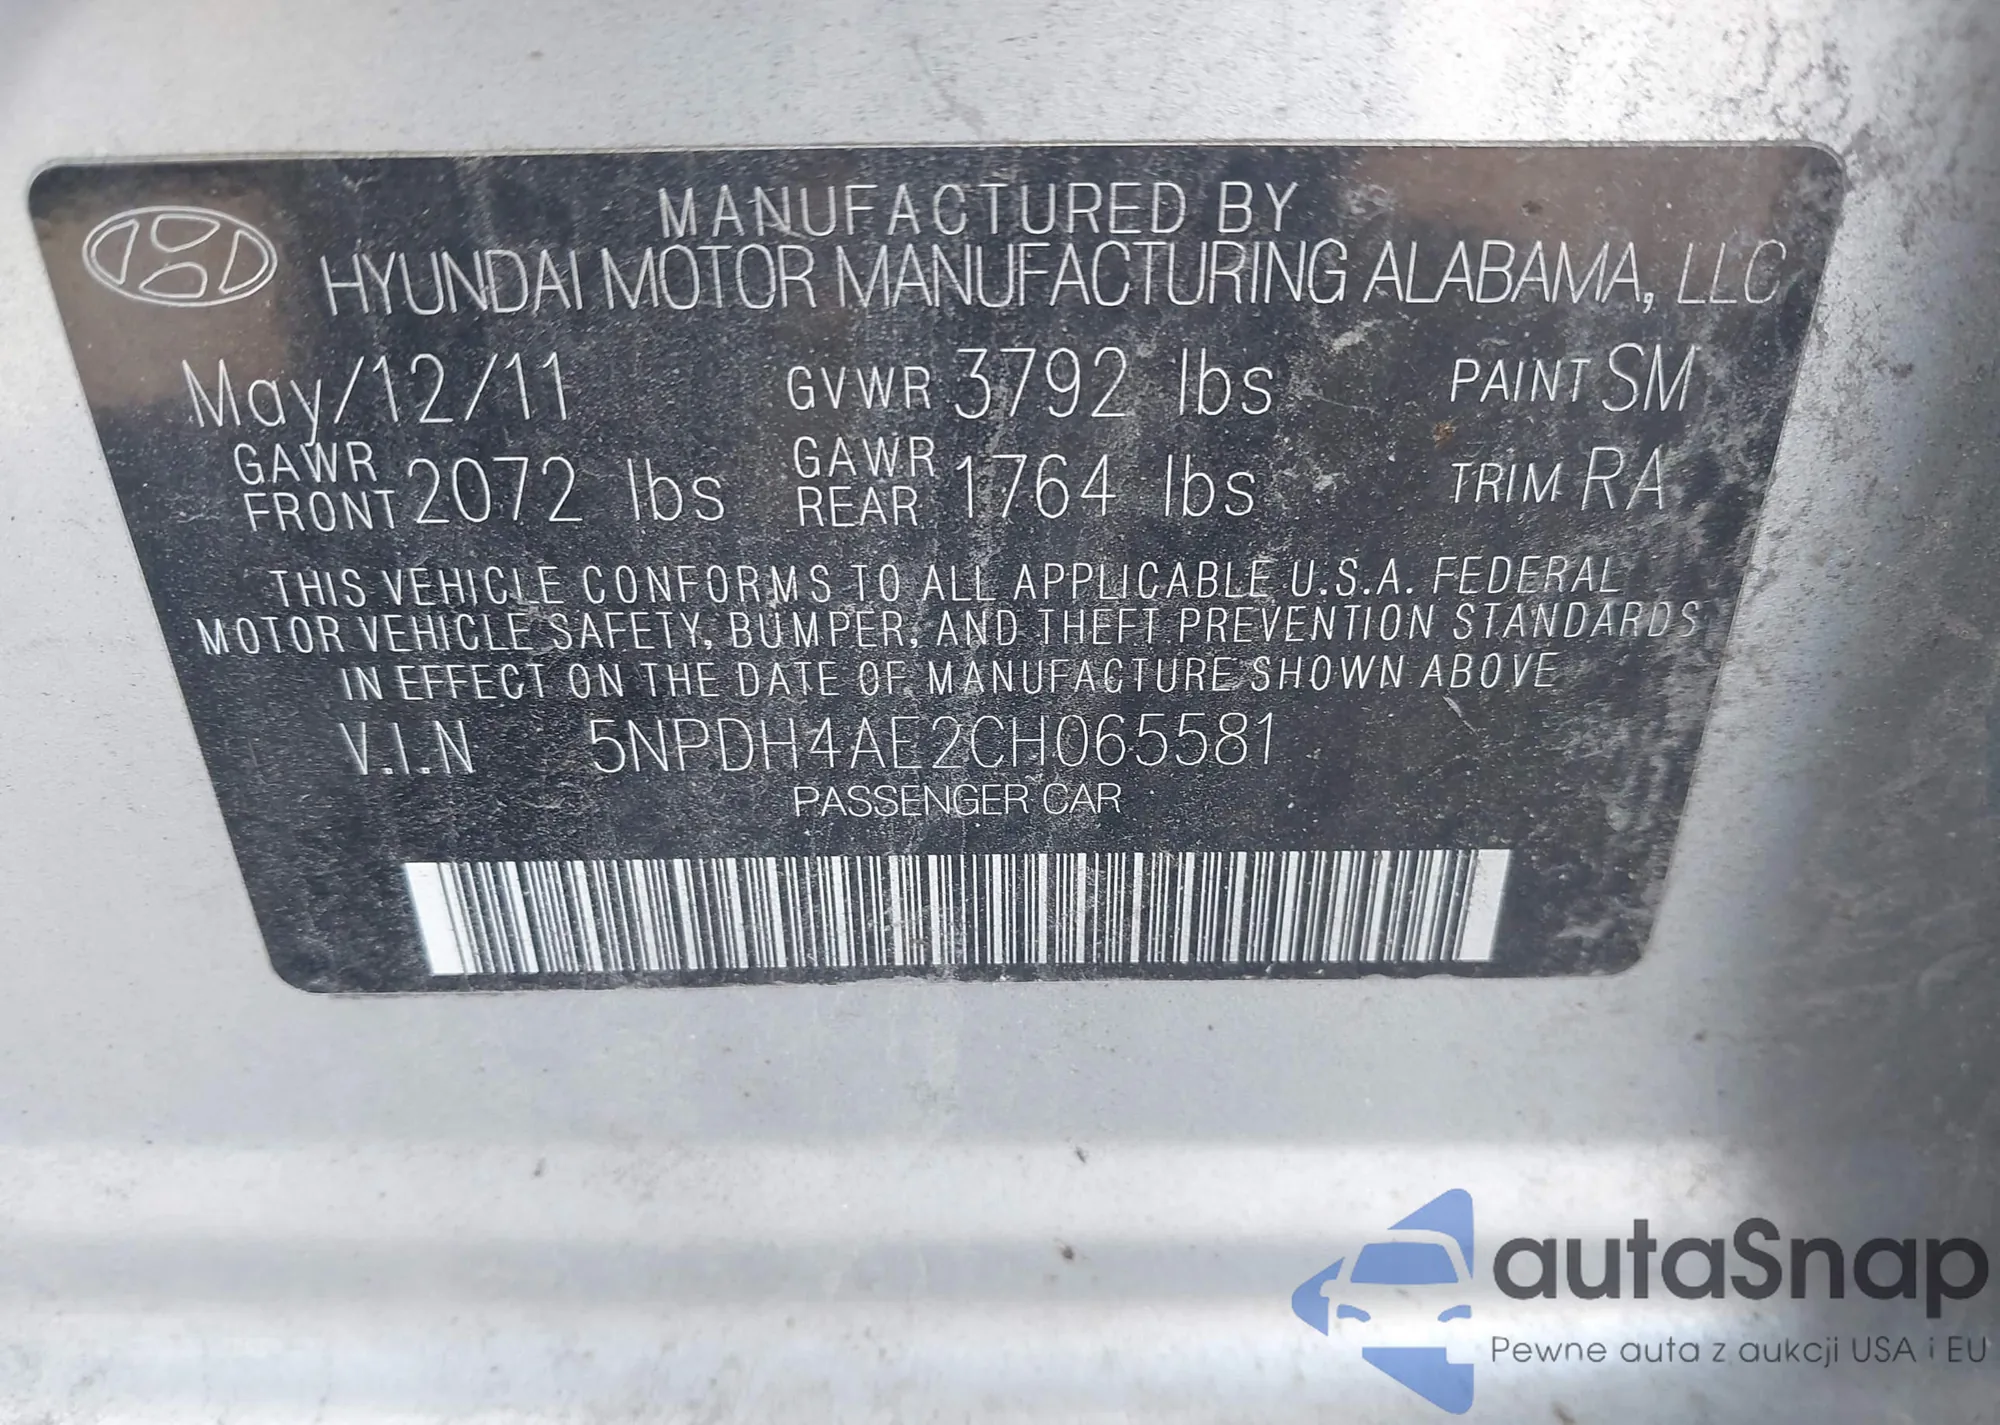 MANUFACTURED BY
HYUNDAI MOTOR MANUFACTURING ALABAMA, LLC
May/12/11 GVWR 3792 lbs PAINT SM
GAWR FRONT 2072 lbs GAWR REAR 1764 lbs TRIM RA
THIS VEHICLE CONFORMS TO ALL APPLICABLE U.S.A. FEDERAL
MOTOR VEHICLE SAFETY, BUMPER, AND THEFT PREVENTION STANDARDS
IN EFFECT ON THE DATE OF MANUFACTURE SHOWN ABOVE
V.I.N 5NPDH4AE2CH065581
PASSENGER CAR
autaSnap
Pewne auta z aukcji USA i EU